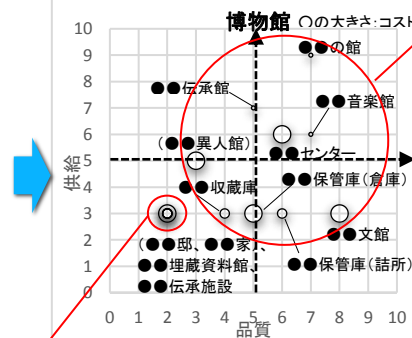 博物館 ○の大きさ:コスト
10
9
8
7
6
5
4
3
2
1
0
供給
●●の館
●●伝承館
●●音楽館
(●●異人館)
●●センター
●●収蔵庫
●●保管庫(倉庫)
●●文館
(●●邸、●●家)、
●●埋蔵資料館、
●●伝承施設
●●保管庫(詰所)
0 1 2 3 4 5 6 7 8 9 10
品質